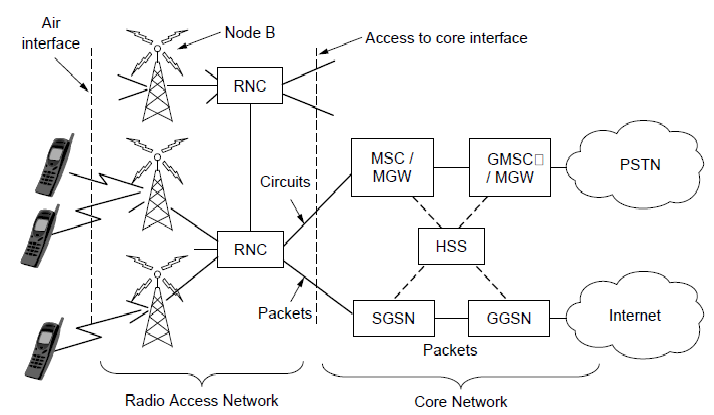 Air
interface
Node B
Access to core interface
RNC
MSC /
MGW
GMSC□
/ MGW
PSTN
Circuits
RNC
HSS
Packets
SGSN
GGSN
Internet
Packets
Radio Access Network
Core Network